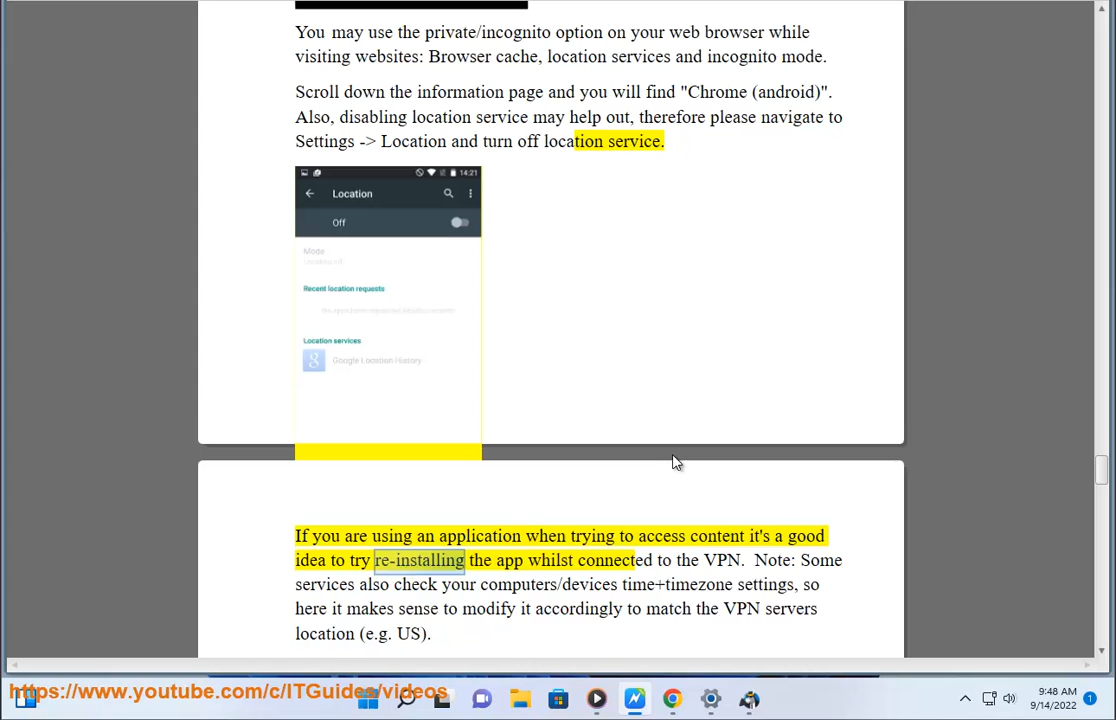 You may use the private/incognito option on your web browser while
visiting websites: Browser cache, location services and incognito mode.
Scroll down the information page and you will find "Chrome (android)".
Also, disabling location service may help out, therefore please navigate to
Settings -> Location and turn off location service.
14:21
Location
Off
Mode
Recent location requests
Location services
Google Location History
If you are using an application when trying to access content it's a good
idea to try re-installing the app whilst connected to the VPN. Note: Some
services also check your computers/devices time+timezone settings, so
here it makes sense to modify it accordingly to match the VPN servers
location (e.g. US).
https://www.youtube.com/c/ITGuides/videos
9:48 AM
9/14/2022
1